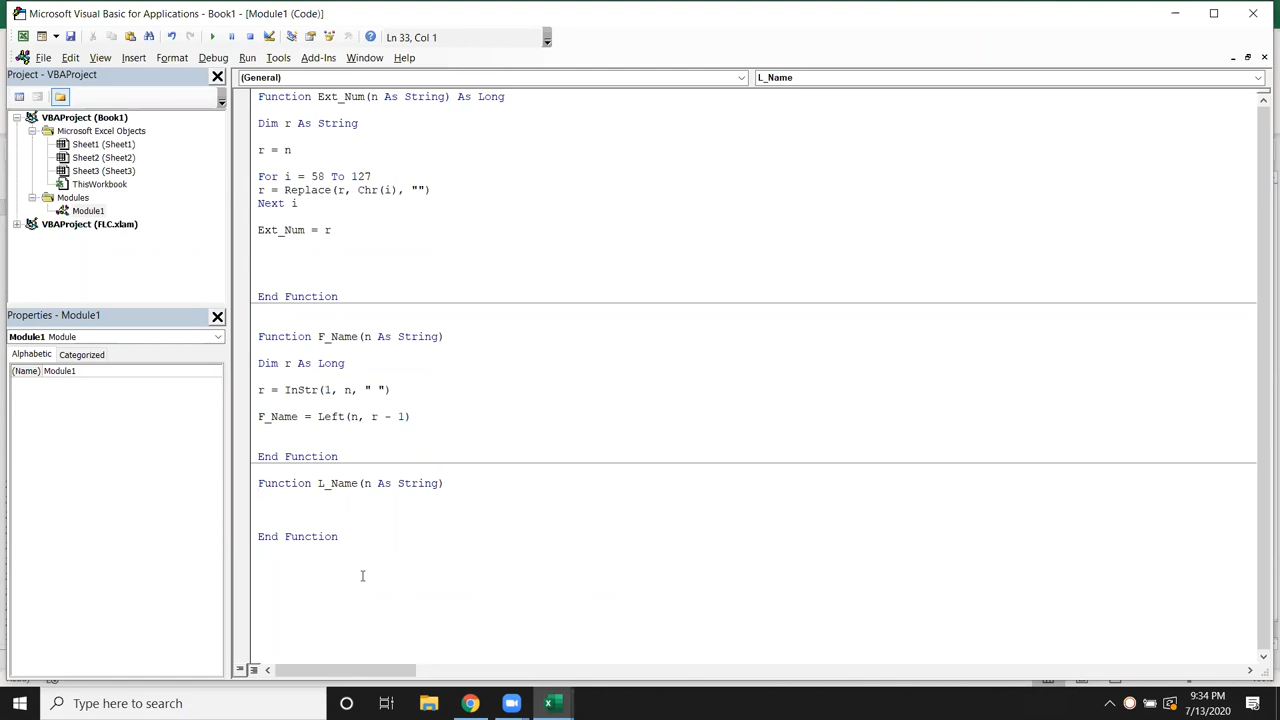 Microsoft Visual Basic for Applications - Book1 - [Module1 (Code)]
Ln 33, Col 1
File Edit View Insert Format Debug Run Tools Add-Ins Window Help
Project - VBAProject
(General)
L_Name
VBAProject (Book1)
Microsoft Excel Objects
Sheet1 (Sheet1)
Sheet2 (Sheet2)
Sheet3 (Sheet3)
ThisWorkbook
Modules
Module1
VBAProject (FLC.xlam)
Properties - Module1
Module1 Module
Alphabetic Categorized
(Name) Module1
Function Ext_Num(n As String) As Long
Dim r As String
r = n
For i = 58 To 127
r = Replace(r, Chr(i), "")
Next i
Ext_Num = r
End Function
Function F_Name(n As String)
Dim r As Long
r = InStr(1, n, " ")
F_Name = Left(n, r - 1)
End Function
Function L_Name(n As String)
End Function
Type here to search
9:34 PM
7/13/2020